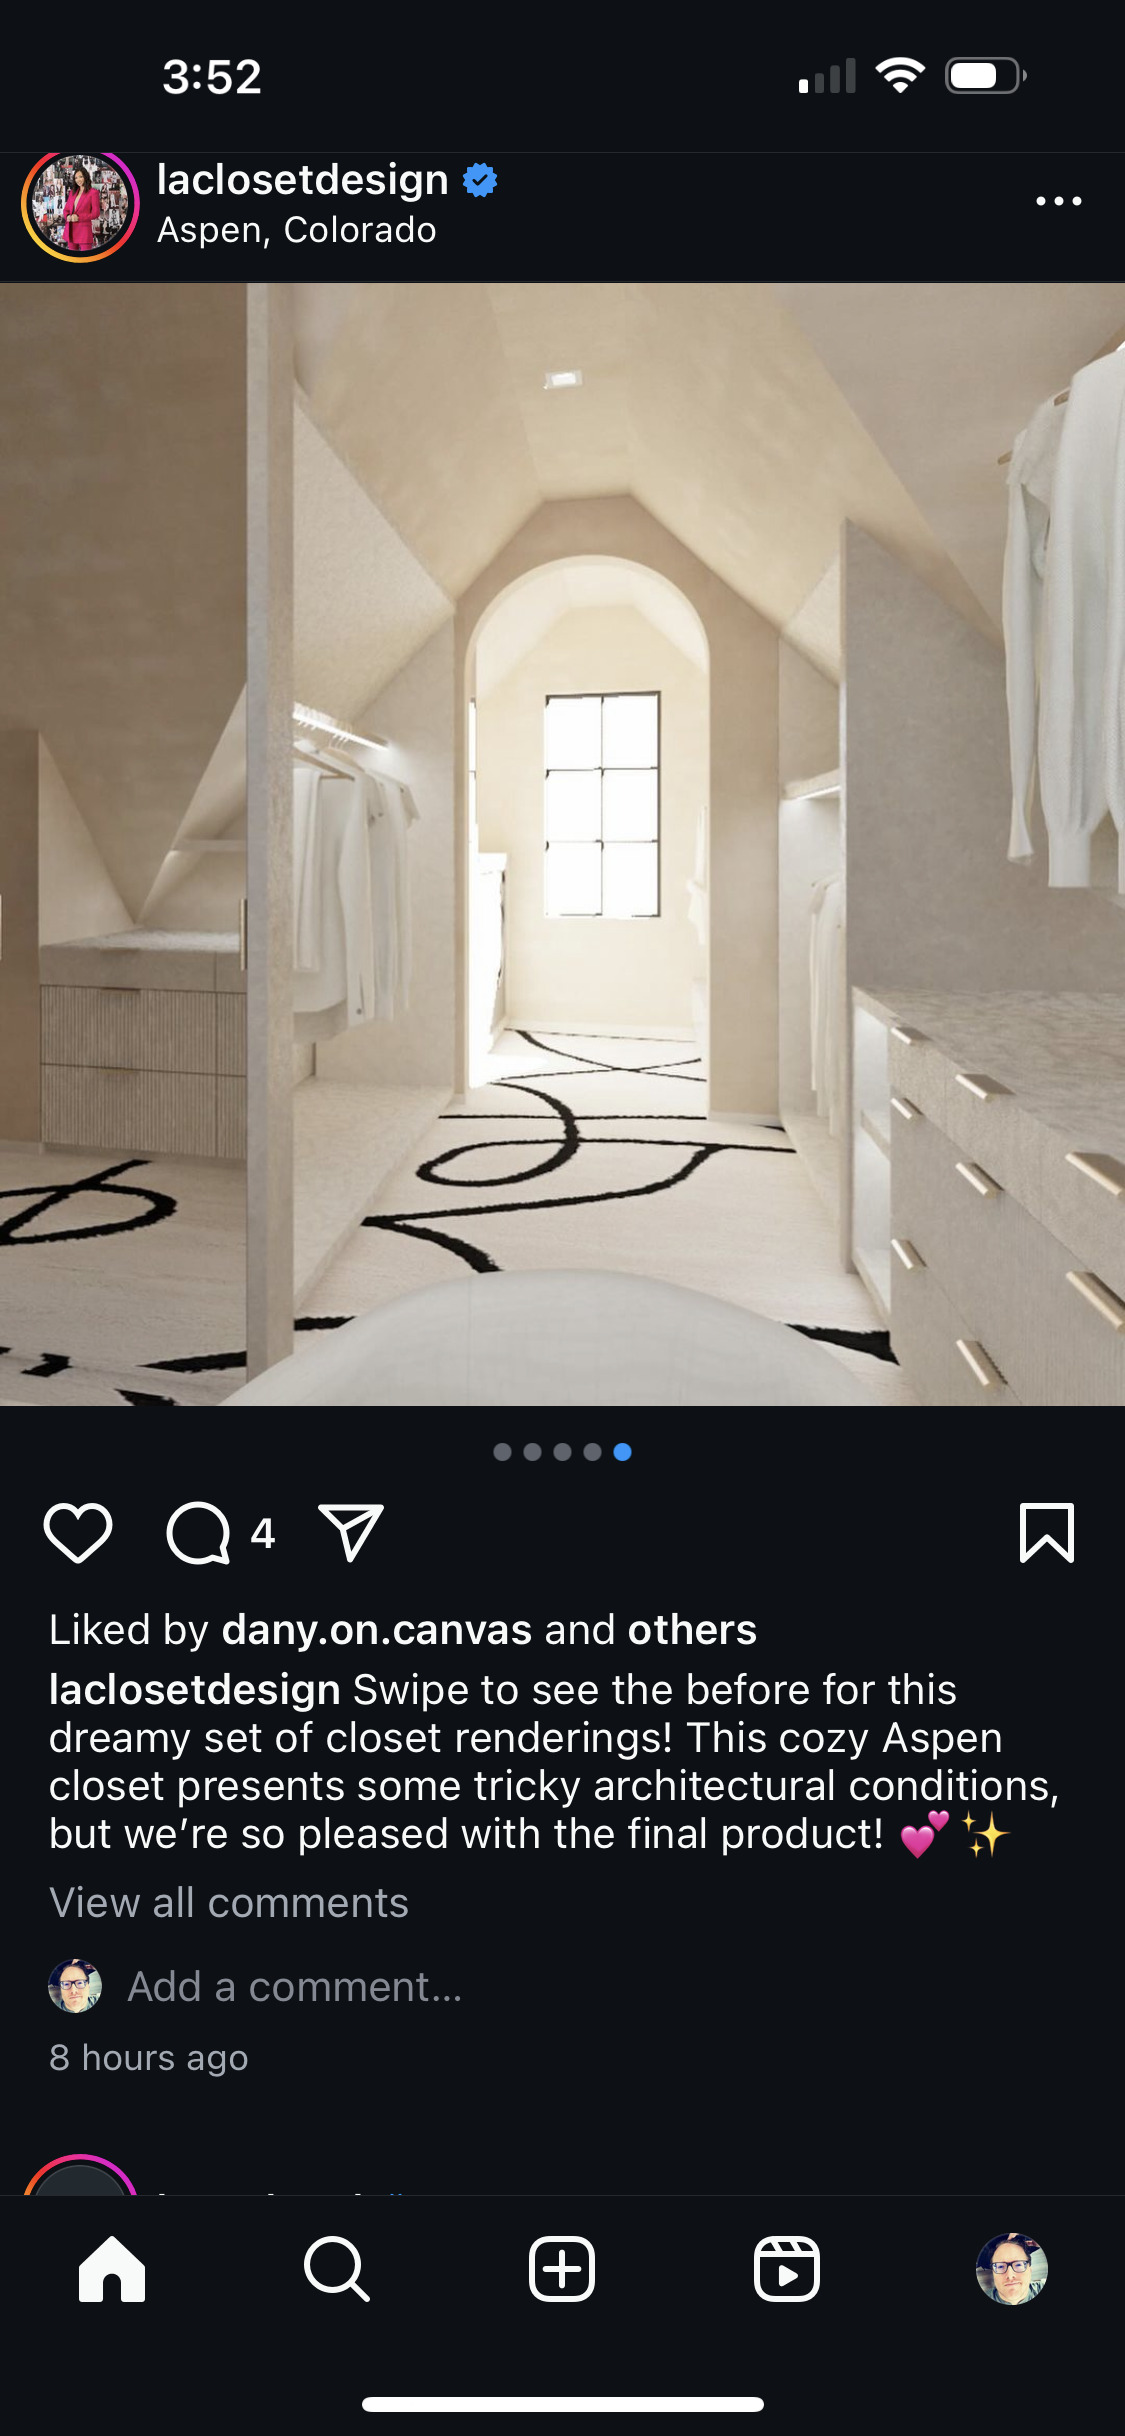 3:52
laclosetdesign
Aspen, Colorado
4
Liked by dany.on.canvas and others
laclosetdesign Swipe to see the before for this
dreamy set of closet renderings! This cozy Aspen
closet presents some tricky architectural conditions,
but we’re so pleased with the final product! 💕✨
View all comments
Add a comment...
8 hours ago